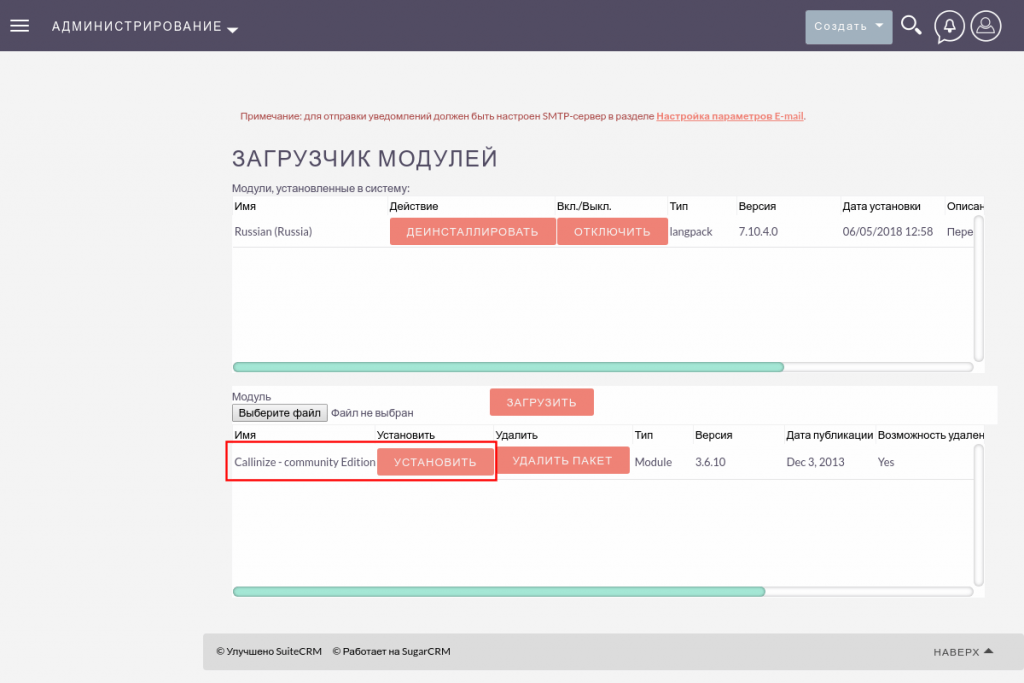 АДМИНИСТРИРОВАНИЕ
Создать
Примечание: для отправки уведомлений должен быть настроен SMTP-сервер в разделе Настройка параметров E-mail.
ЗАГРУЗЧИК МОДУЛЕЙ
Модули, установленные в систему:
Имя Действие Вкл./Выкл. Тип Версия Дата установки Описан
Russian (Russia) ДЕИНСТАЛЛИРОВАТЬ ОТКЛЮЧИТЬ langpack 7.10.4.0 06/05/2018 12:58 Пере
Модуль
Выберите файл Файл не выбран ЗАГРУЗИТЬ
Имя Установить Удалить Тип Версия Дата публикации Возможность удален
Callinize - community Edition УСТАНОВИТЬ УДАЛИТЬ ПАКЕТ Module 3.6.10 Dec 3, 2013 Yes
© Улучшено SuiteCRM © Работает на SugarCRM НАВЕРХ